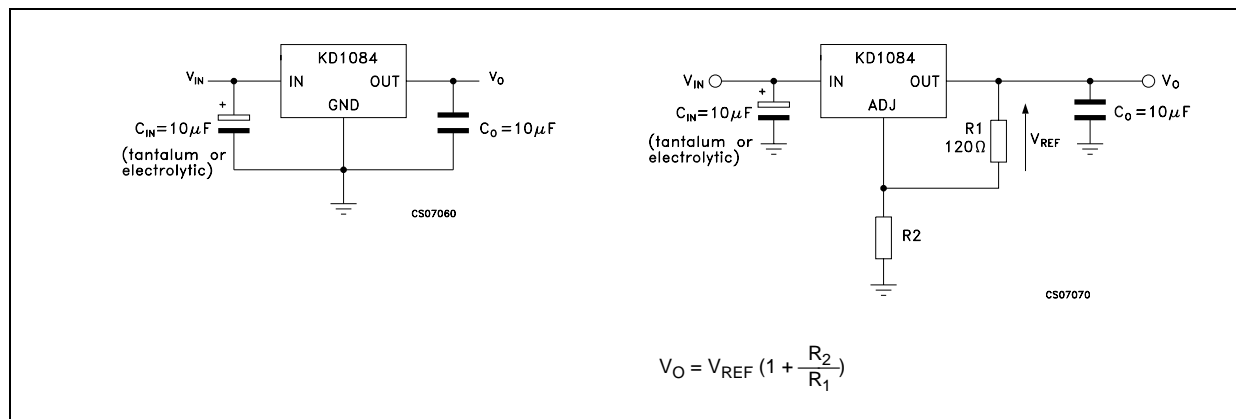 KD1084
V_IN
IN
OUT
V_O
GND
+
C_IN=10μF
(tantalum or
electrolytic)
C_O=10μF
CS07060
KD1084
V_IN
IN
OUT
V_O
ADJ
+
C_IN=10μF
(tantalum or
electrolytic)
R1
120Ω
V_REF
C_O=10μF
R2
CS07070
V_O = V_REF (1 + R_2/R_1)